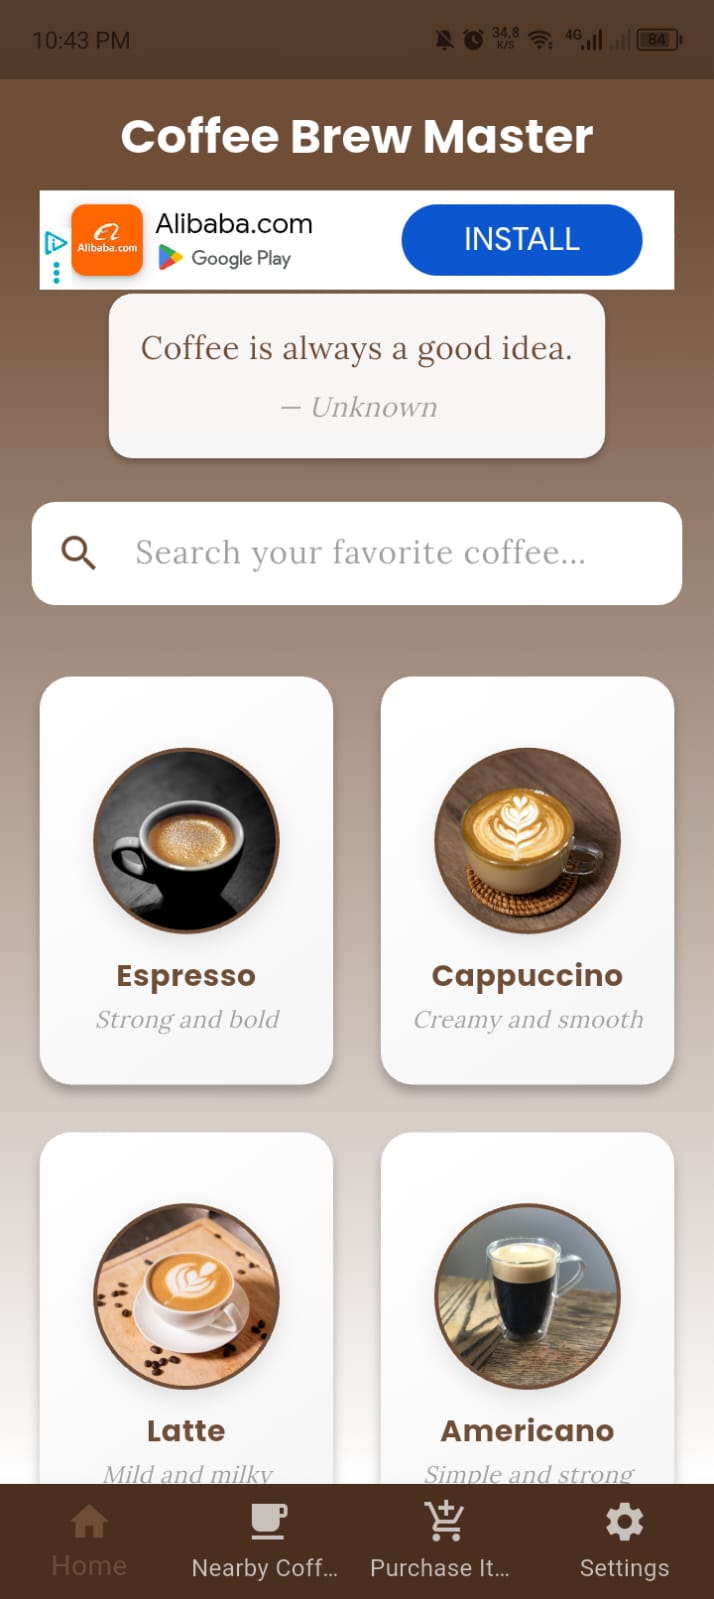 10:43 PM 34.8 K/S 4G 84
Coffee Brew Master
Alibaba.com
Alibaba.com
Google Play
INSTALL
Coffee is always a good idea.
— Unknown
Search your favorite coffee...
Espresso Cappuccino
Strong and bold Creamy and smooth
Latte Americano
Mild and milky Simple and strong
Home Nearby Coff... Purchase It... Settings